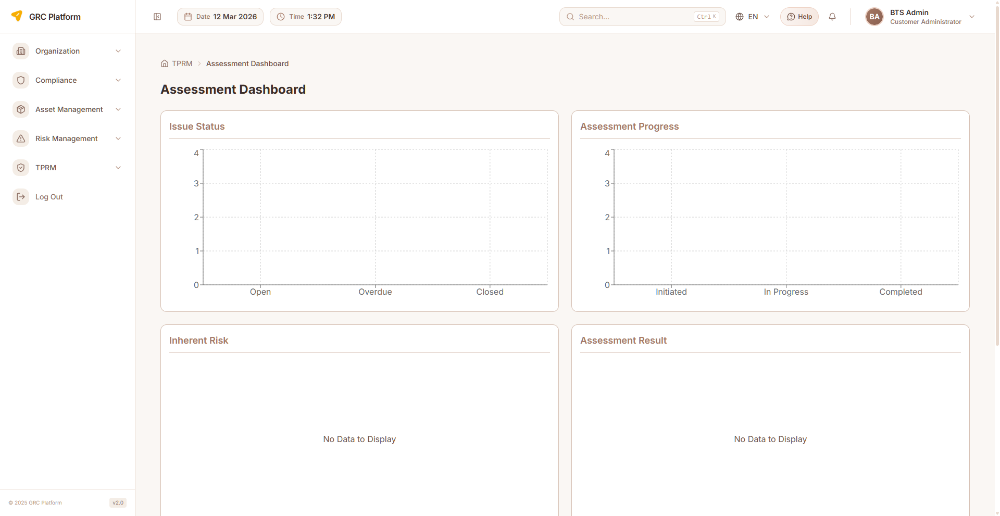 GRC Platform
Date 12 Mar 2026
Time 1:32 PM
Search...
Ctrl K
EN
Help
BA
BTS Admin
Customer Administrator
Organization
Compliance
Asset Management
Risk Management
TPRM
Log Out
© 2025 GRC Platform
v2.0
TPRM
Assessment Dashboard
Assessment Dashboard
Issue Status
4
3
2
1
0
Open
Overdue
Closed
Assessment Progress
4
3
2
1
0
Initiated
In Progress
Completed
Inherent Risk
No Data to Display
Assessment Result
No Data to Display